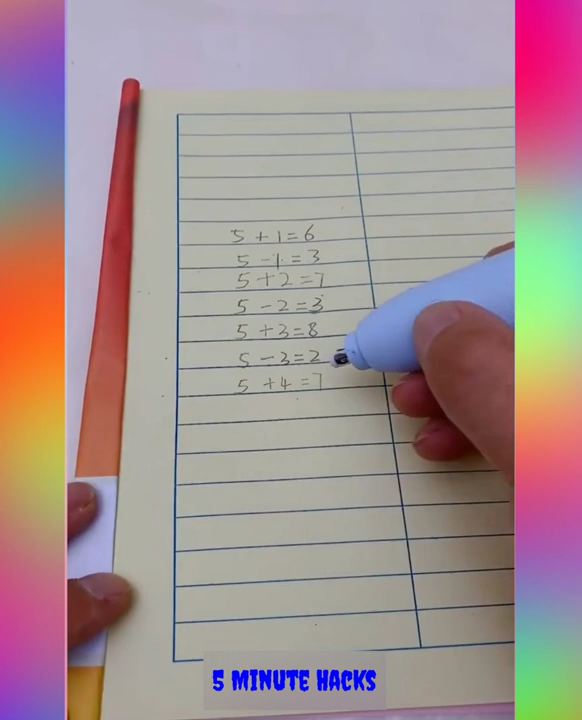 5 + 1 = 6
5 - 1 = 3
5 + 2 = 7
5 - 2 = 3
5 + 3 = 8
5 - 3 = 2
5 + 4 = 7
5 MINUTE HACKS